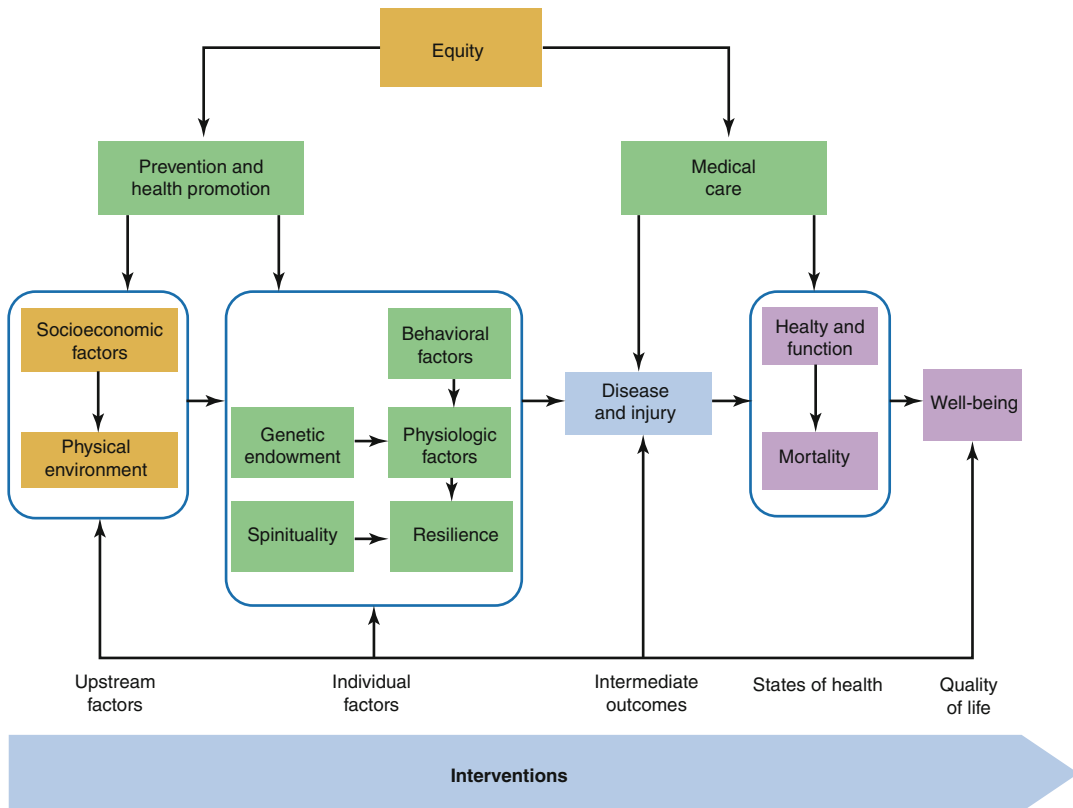 Equity
Prevention and
health promotion
Medical
care
Socioeconomic
factors
Physical
environment
Behavioral
factors
Genetic
endowment
Physiologic
factors
Spinituality
Resilience
Disease
and injury
Healty and
function
Mortality
Well-being
Upstream
factors
Individual
factors
Intermediate
outcomes
States of health
Quality
of life
Interventions